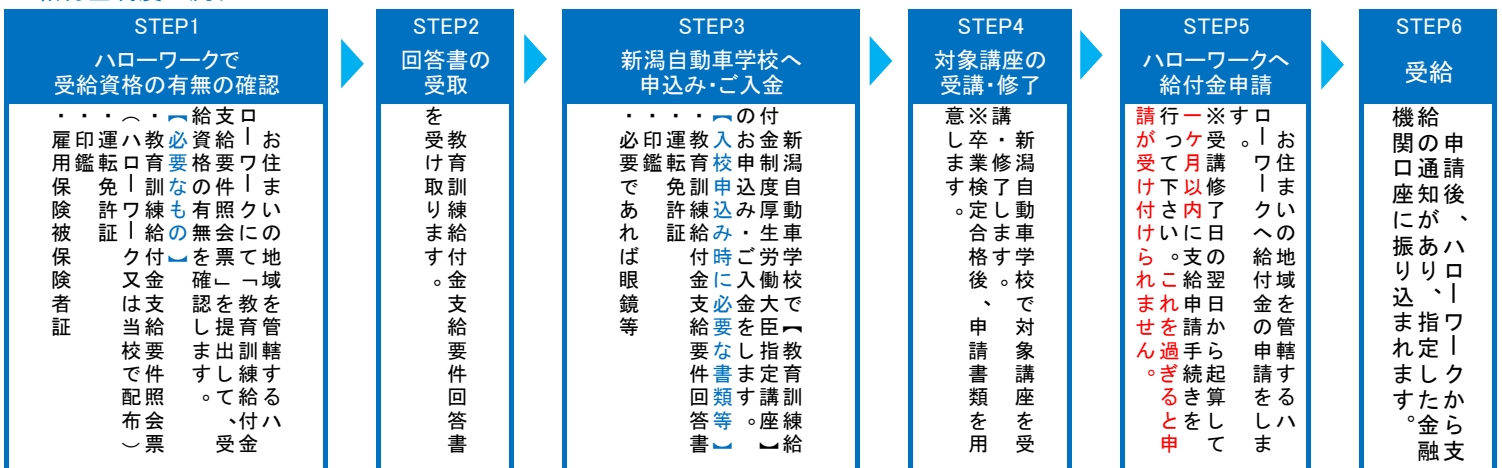 STEP1
ハローワークで
受給資格の有無の確認
お住まいの地域を管轄するハ
ローワークにて「教育訓練給付金
支給要件照会票」を提出して、受
給資格の有無を確認します。
【必要なもの】
・教育訓練給付金支給要件照会票
（ハローワーク又は当校で配布）
・運転免許証
・印鑑
・雇用保険被保険者証
STEP2
回答書の
受取
教育訓練給付金支給要件回答書
を受け取ります。
STEP3
新潟自動車学校へ
申込み・ご入金
新潟自動車学校で【教育訓練給
付金制度厚生労働大臣指定講座】
のお申込み・ご入金をします。
【入校申込み時に必要な書類等】
・教育訓練給付金支給要件回答書
・運転免許証
・印鑑
・必要であれば眼鏡等
STEP4
対象講座の
受講・修了
新潟自動車学校で対象講座を受
講・修了します。
※卒業検定合格後、申請書類を用
意します。
STEP5
ハローワークへ
給付金申請
お住まいの地域を管轄するハ
ローワークへ給付金の申請をしま
す。
※受講修了日の翌日から起算して
一ケ月以内に支給申請手続きを
行って下さい。これを過ぎると申
請が受け付けられません。
STEP6
受給
申請後、ハローワークから支
給の通知があり、指定した金融
機関口座に振り込まれます。